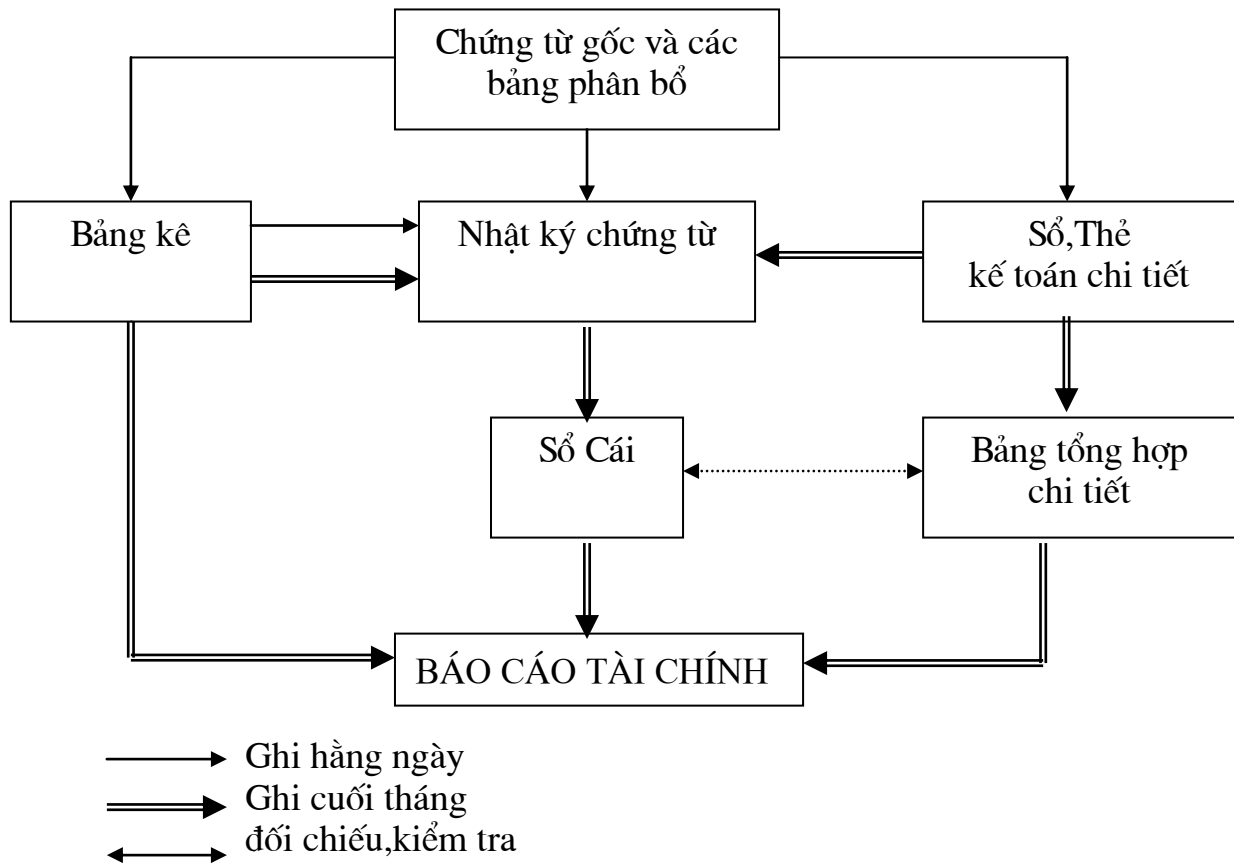 Chứng từ gốc và các
bảng phân bổ
Bảng kê
Nhật ký chứng từ
Sổ,Thẻ
kế toán chi tiết
Sổ Cái
Bảng tổng hợp
chi tiết
BÁO CÁO TÀI CHÍNH
Ghi hằng ngày
Ghi cuối tháng
đối chiếu,kiểm tra